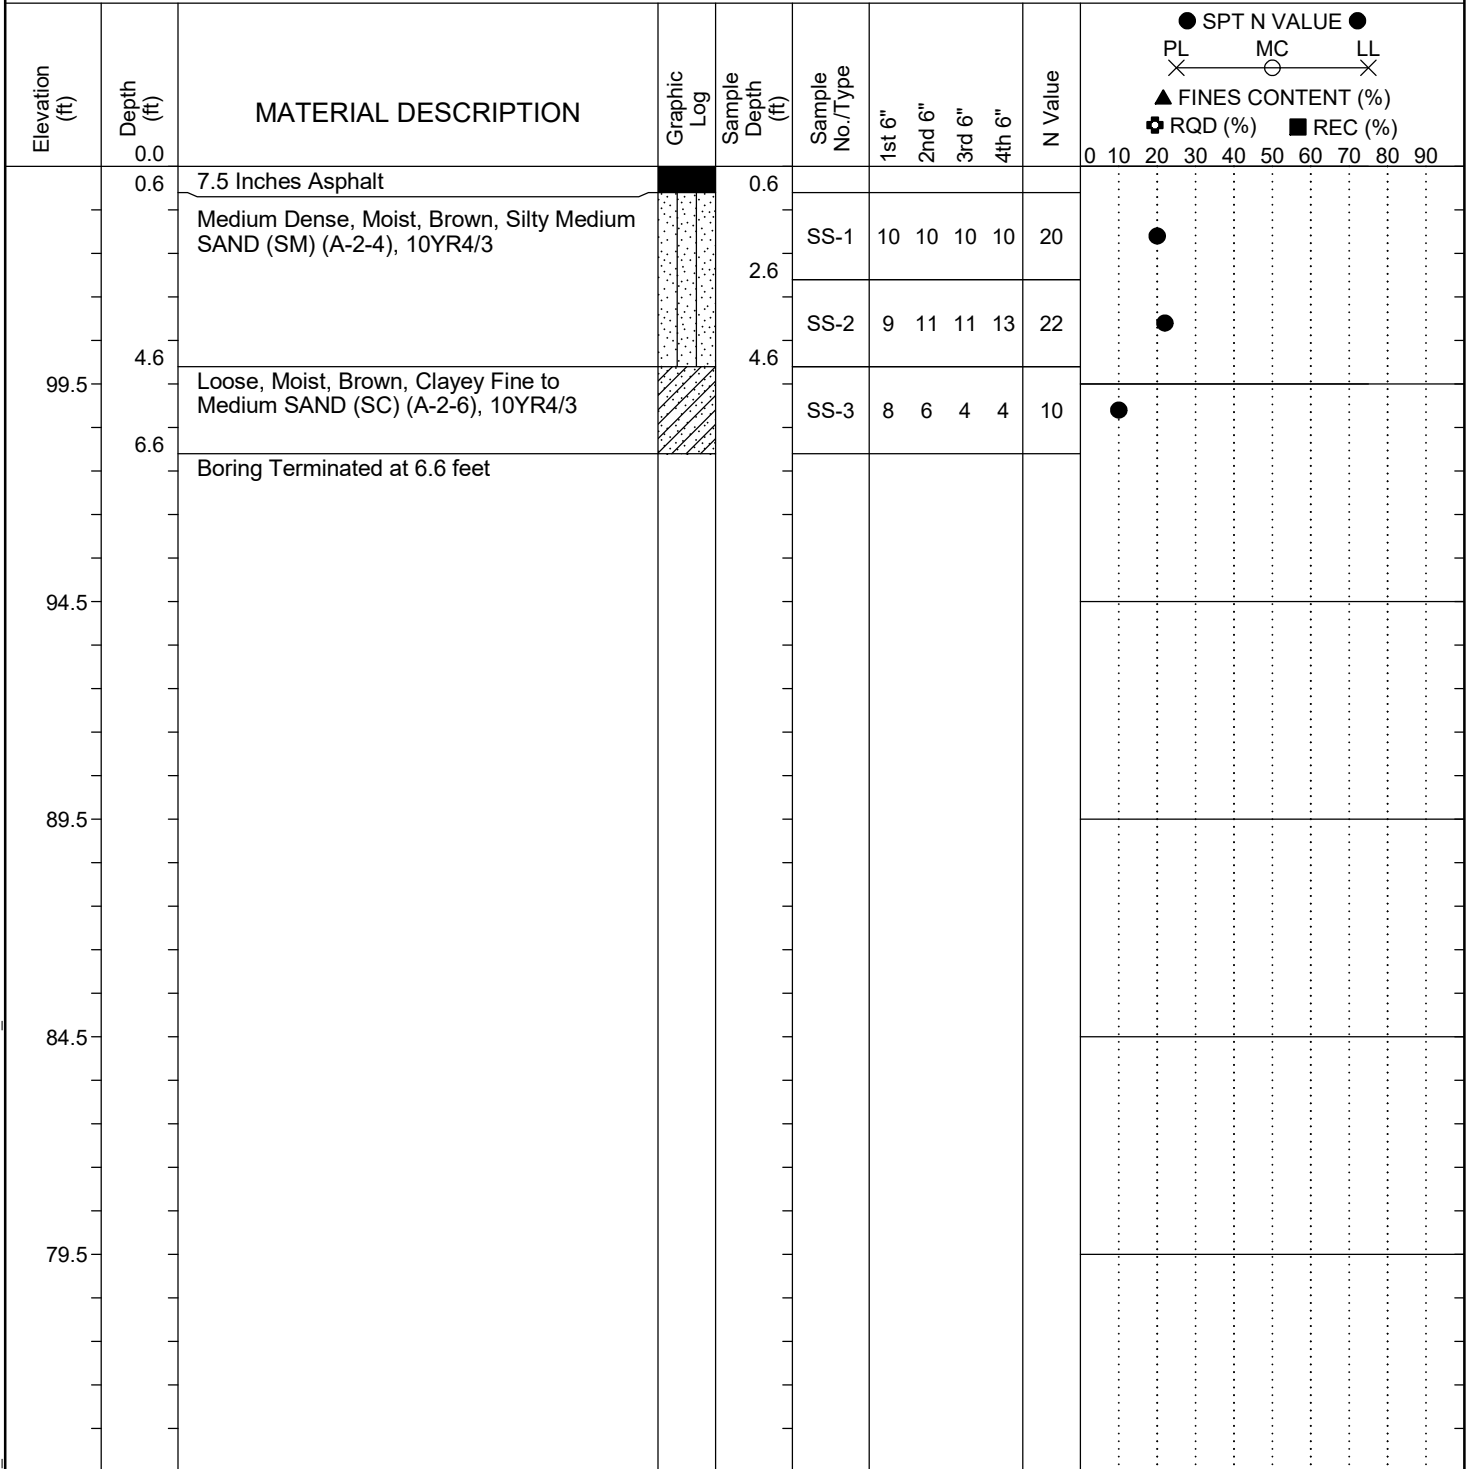 Elevation (ft)
Depth (ft)
0.0
MATERIAL DESCRIPTION
Graphic Log
Sample Depth (ft)
Sample No./Type
1st 6"
2nd 6"
3rd 6"
4th 6"
N Value
SPT N VALUE
PL MC LL
FINES CONTENT (%)
RQD (%) REC (%)
0 10 20 30 40 50 60 70 80 90
0.6 7.5 Inches Asphalt 0.6
Medium Dense, Moist, Brown, Silty Medium
SAND (SM) (A-2-4), 10YR4/3
SS-1 10 10 10 10 20
2.6
SS-2 9 11 11 13 22
4.6 4.6
99.5
Loose, Moist, Brown, Clayey Fine to
Medium SAND (SC) (A-2-6), 10YR4/3
SS-3 8 6 4 4 10
6.6
Boring Terminated at 6.6 feet
94.5
89.5
84.5
79.5